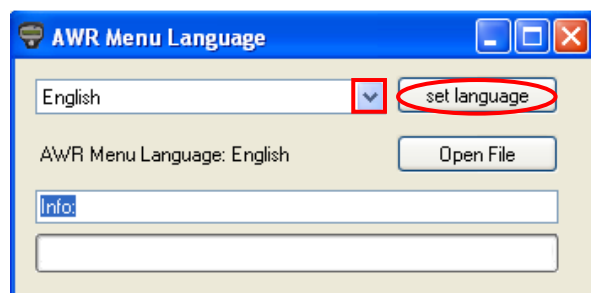 AWR Menu Language
English
set language
AWR Menu Language: English
Open File
Info: